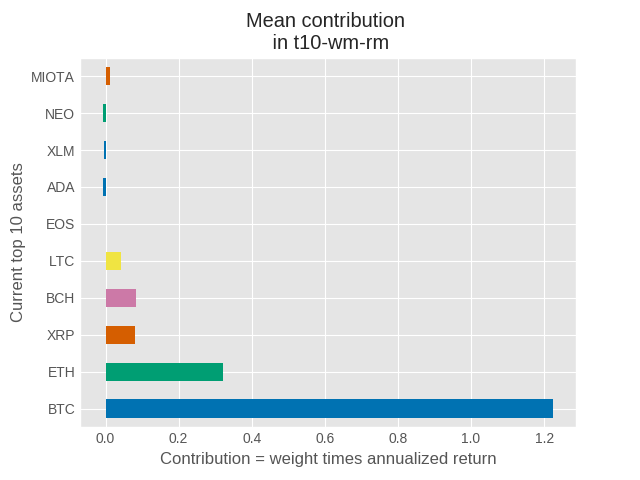 Mean contribution
in t10-wm-rm
Current top 10 assets
MIOTA
NEO
XLM
ADA
EOS
LTC
BCH
XRP
ETH
BTC
0.0 0.2 0.4 0.6 0.8 1.0 1.2
Contribution = weight times annualized return